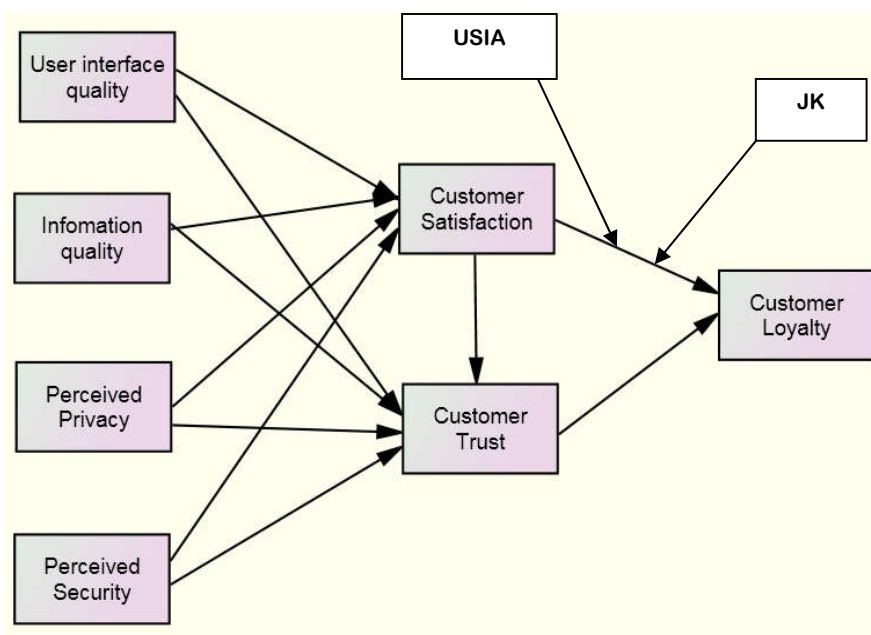 USIA
JK
User interface
quality
Infomation
quality
Perceived
Privacy
Perceived
Security
Customer
Satisfaction
Customer
Trust
Customer
Loyalty